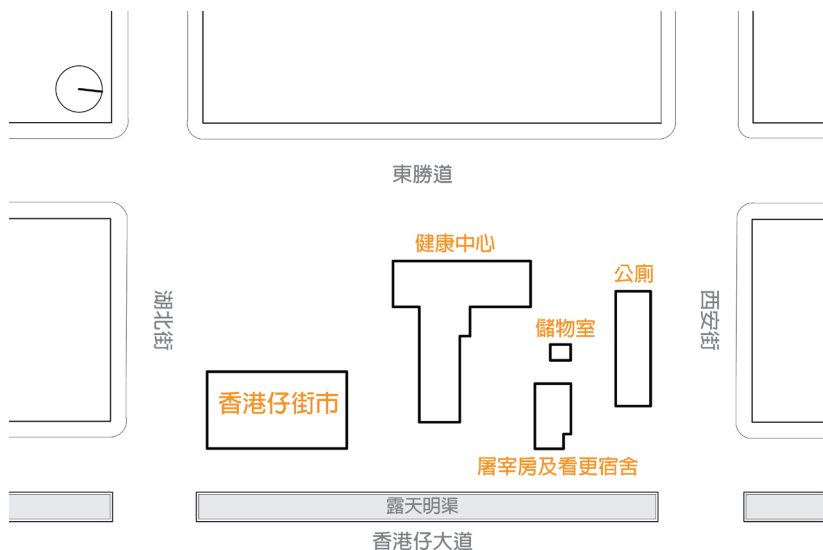 東勝道
健康中心
公廁
湖北街
西安街
儲物室
香港仔街市
屠宰房及看更宿舍
露天明渠
香港仔大道